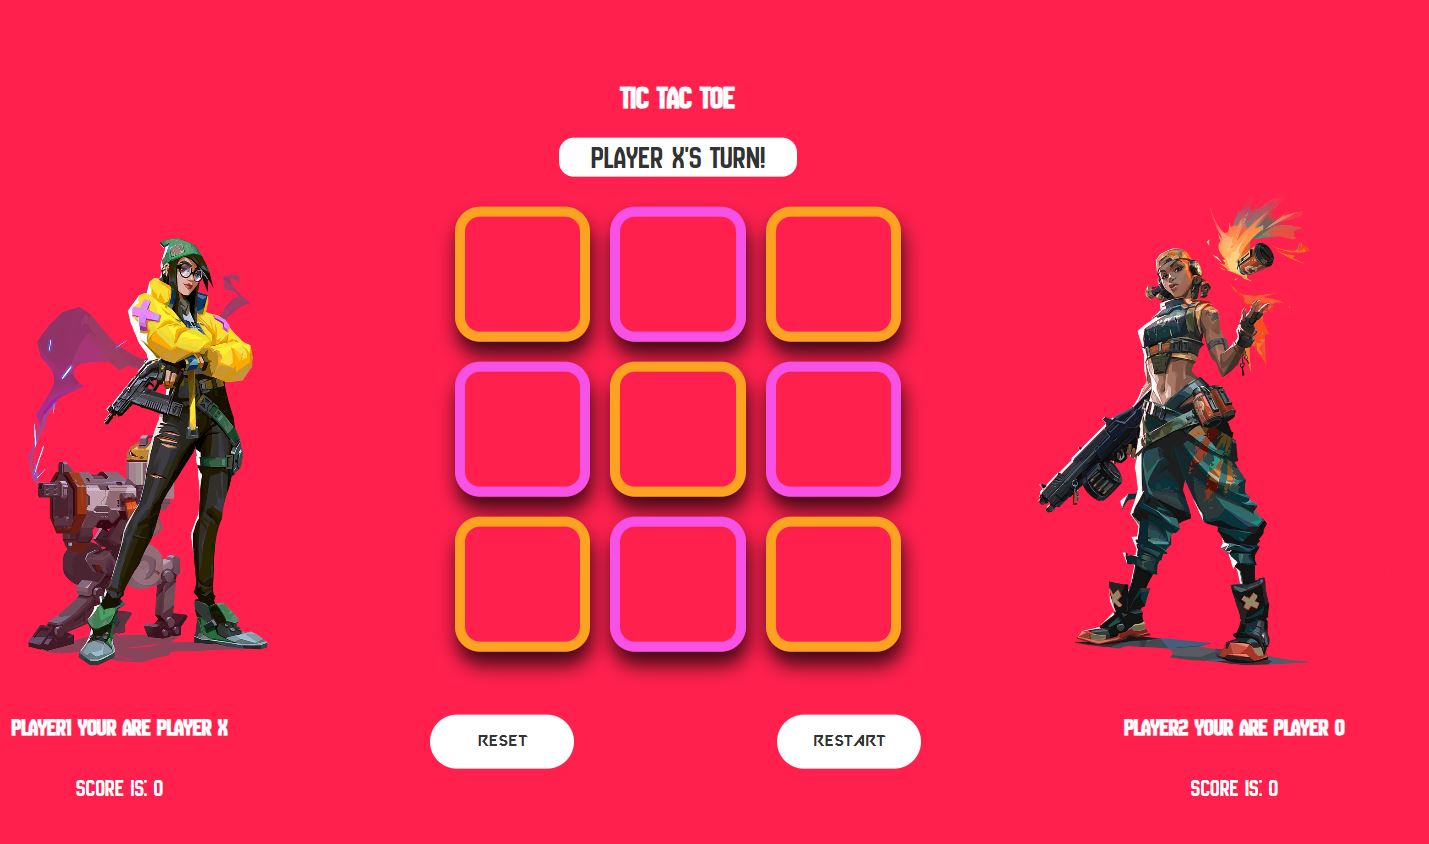 TIC TAC TOE
PLAYER X'S TURN!
PLAYER1 YOUR ARE PLAYER X
SCORE IS: 0
RESET
RESTART
PLAYER2 YOUR ARE PLAYER O
SCORE IS: 0